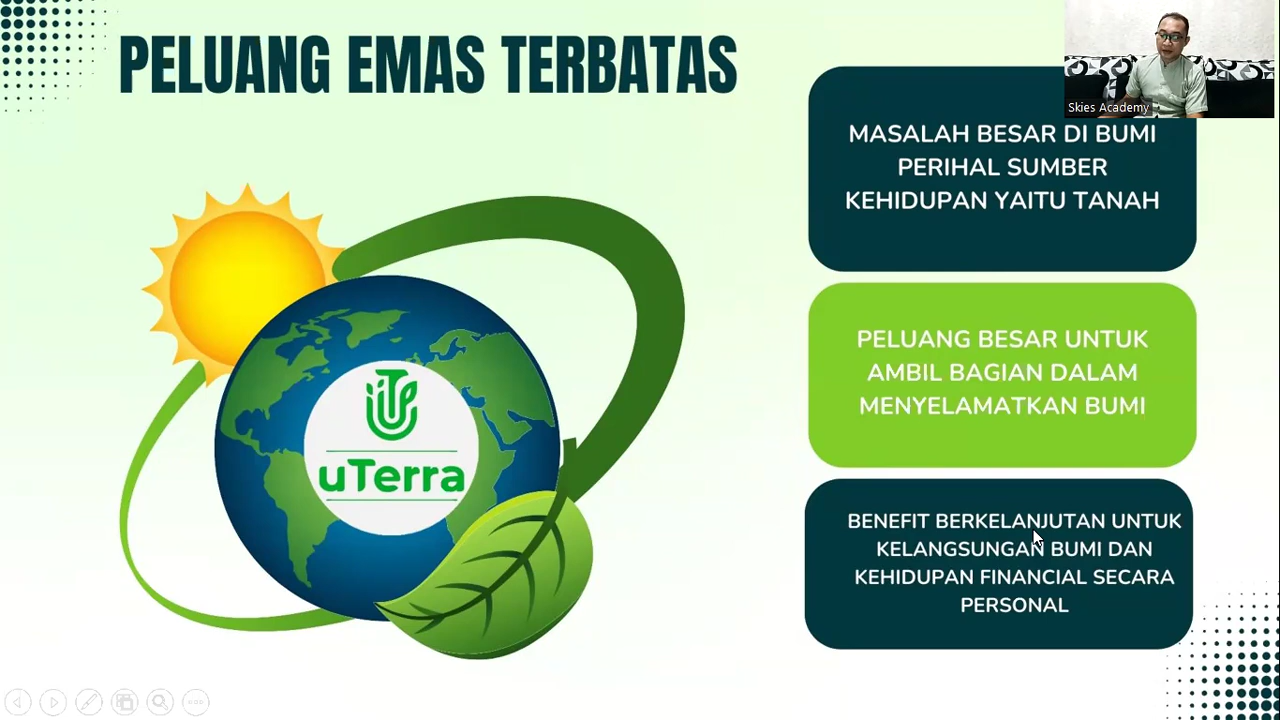 PELUANG EMAS TERBATAS
Skies Academy
MASALAH BESAR DI BUMI
PERIHAL SUMBER
KEHIDUPAN YAITU TANAH
uTerra
PELUANG BESAR UNTUK
AMBIL BAGIAN DALAM
MENYELAMATKAN BUMI
BENEFIT BERKELANJUTAN UNTUK
KELANGSUNGAN BUMI DAN
KEHIDUPAN FINANCIAL SECARA
PERSONAL